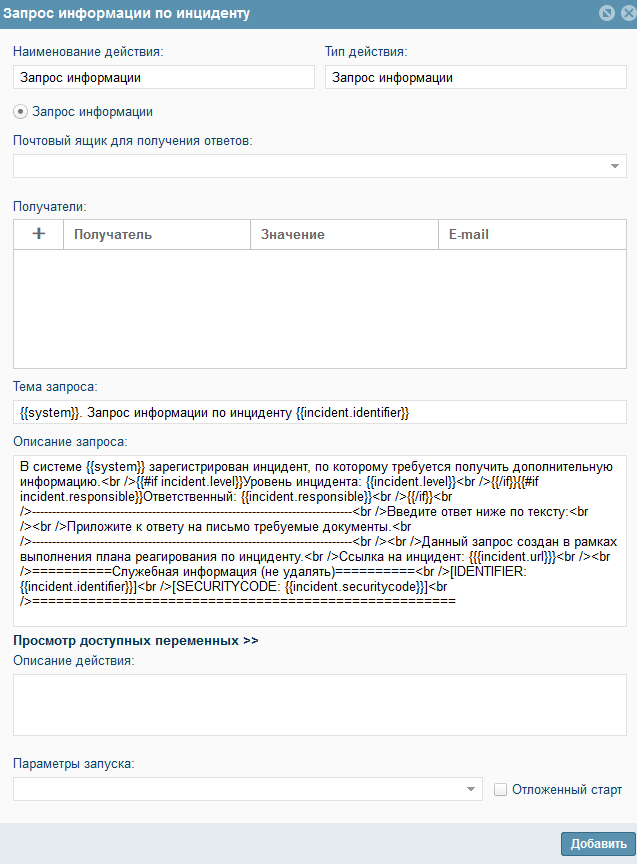 Запрос информации по инциденту
Наименование действия: Тип действия:
Запрос информации Запрос информации
Запрос информации
Почтовый ящик для получения ответов:
Получатели:
+ Получатель Значение E-mail
Тема запроса:
{{system}}. Запрос информации по инциденту {{incident.identifier}}
Описание запроса:
В системе {{system}} зарегистрирован инцидент, по которому требуется получить дополнительную
информацию.<br />{{#if incident.level}}Уровень инцидента: {{incident.level}}<br />{{/if}}{{#if
incident.responsible}}Ответственный: {{incident.responsible}}<br />{{/if}}<br
/>--------------------------------------------------------------------------------<br />Введите ответ ниже по тексту:<br
/><br />Приложите к ответу на письмо требуемые документы.<br
/>--------------------------------------------------------------------------------<br /><br />Данный запрос создан в рамках
выполнения плана реагирования по инциденту.<br />Ссылка на инцидент: {{{incident.url}}}<br /><br
/>==========Служебная информация (не удалять)==========<br />[IDENTIFIER:
{{incident.identifier}}]<br />[SECURITYCODE: {{incident.securitycode}}]<br
/>=====================================================
Просмотр доступных переменных >>
Описание действия:
Параметры запуска:
Отложенный старт
Добавить